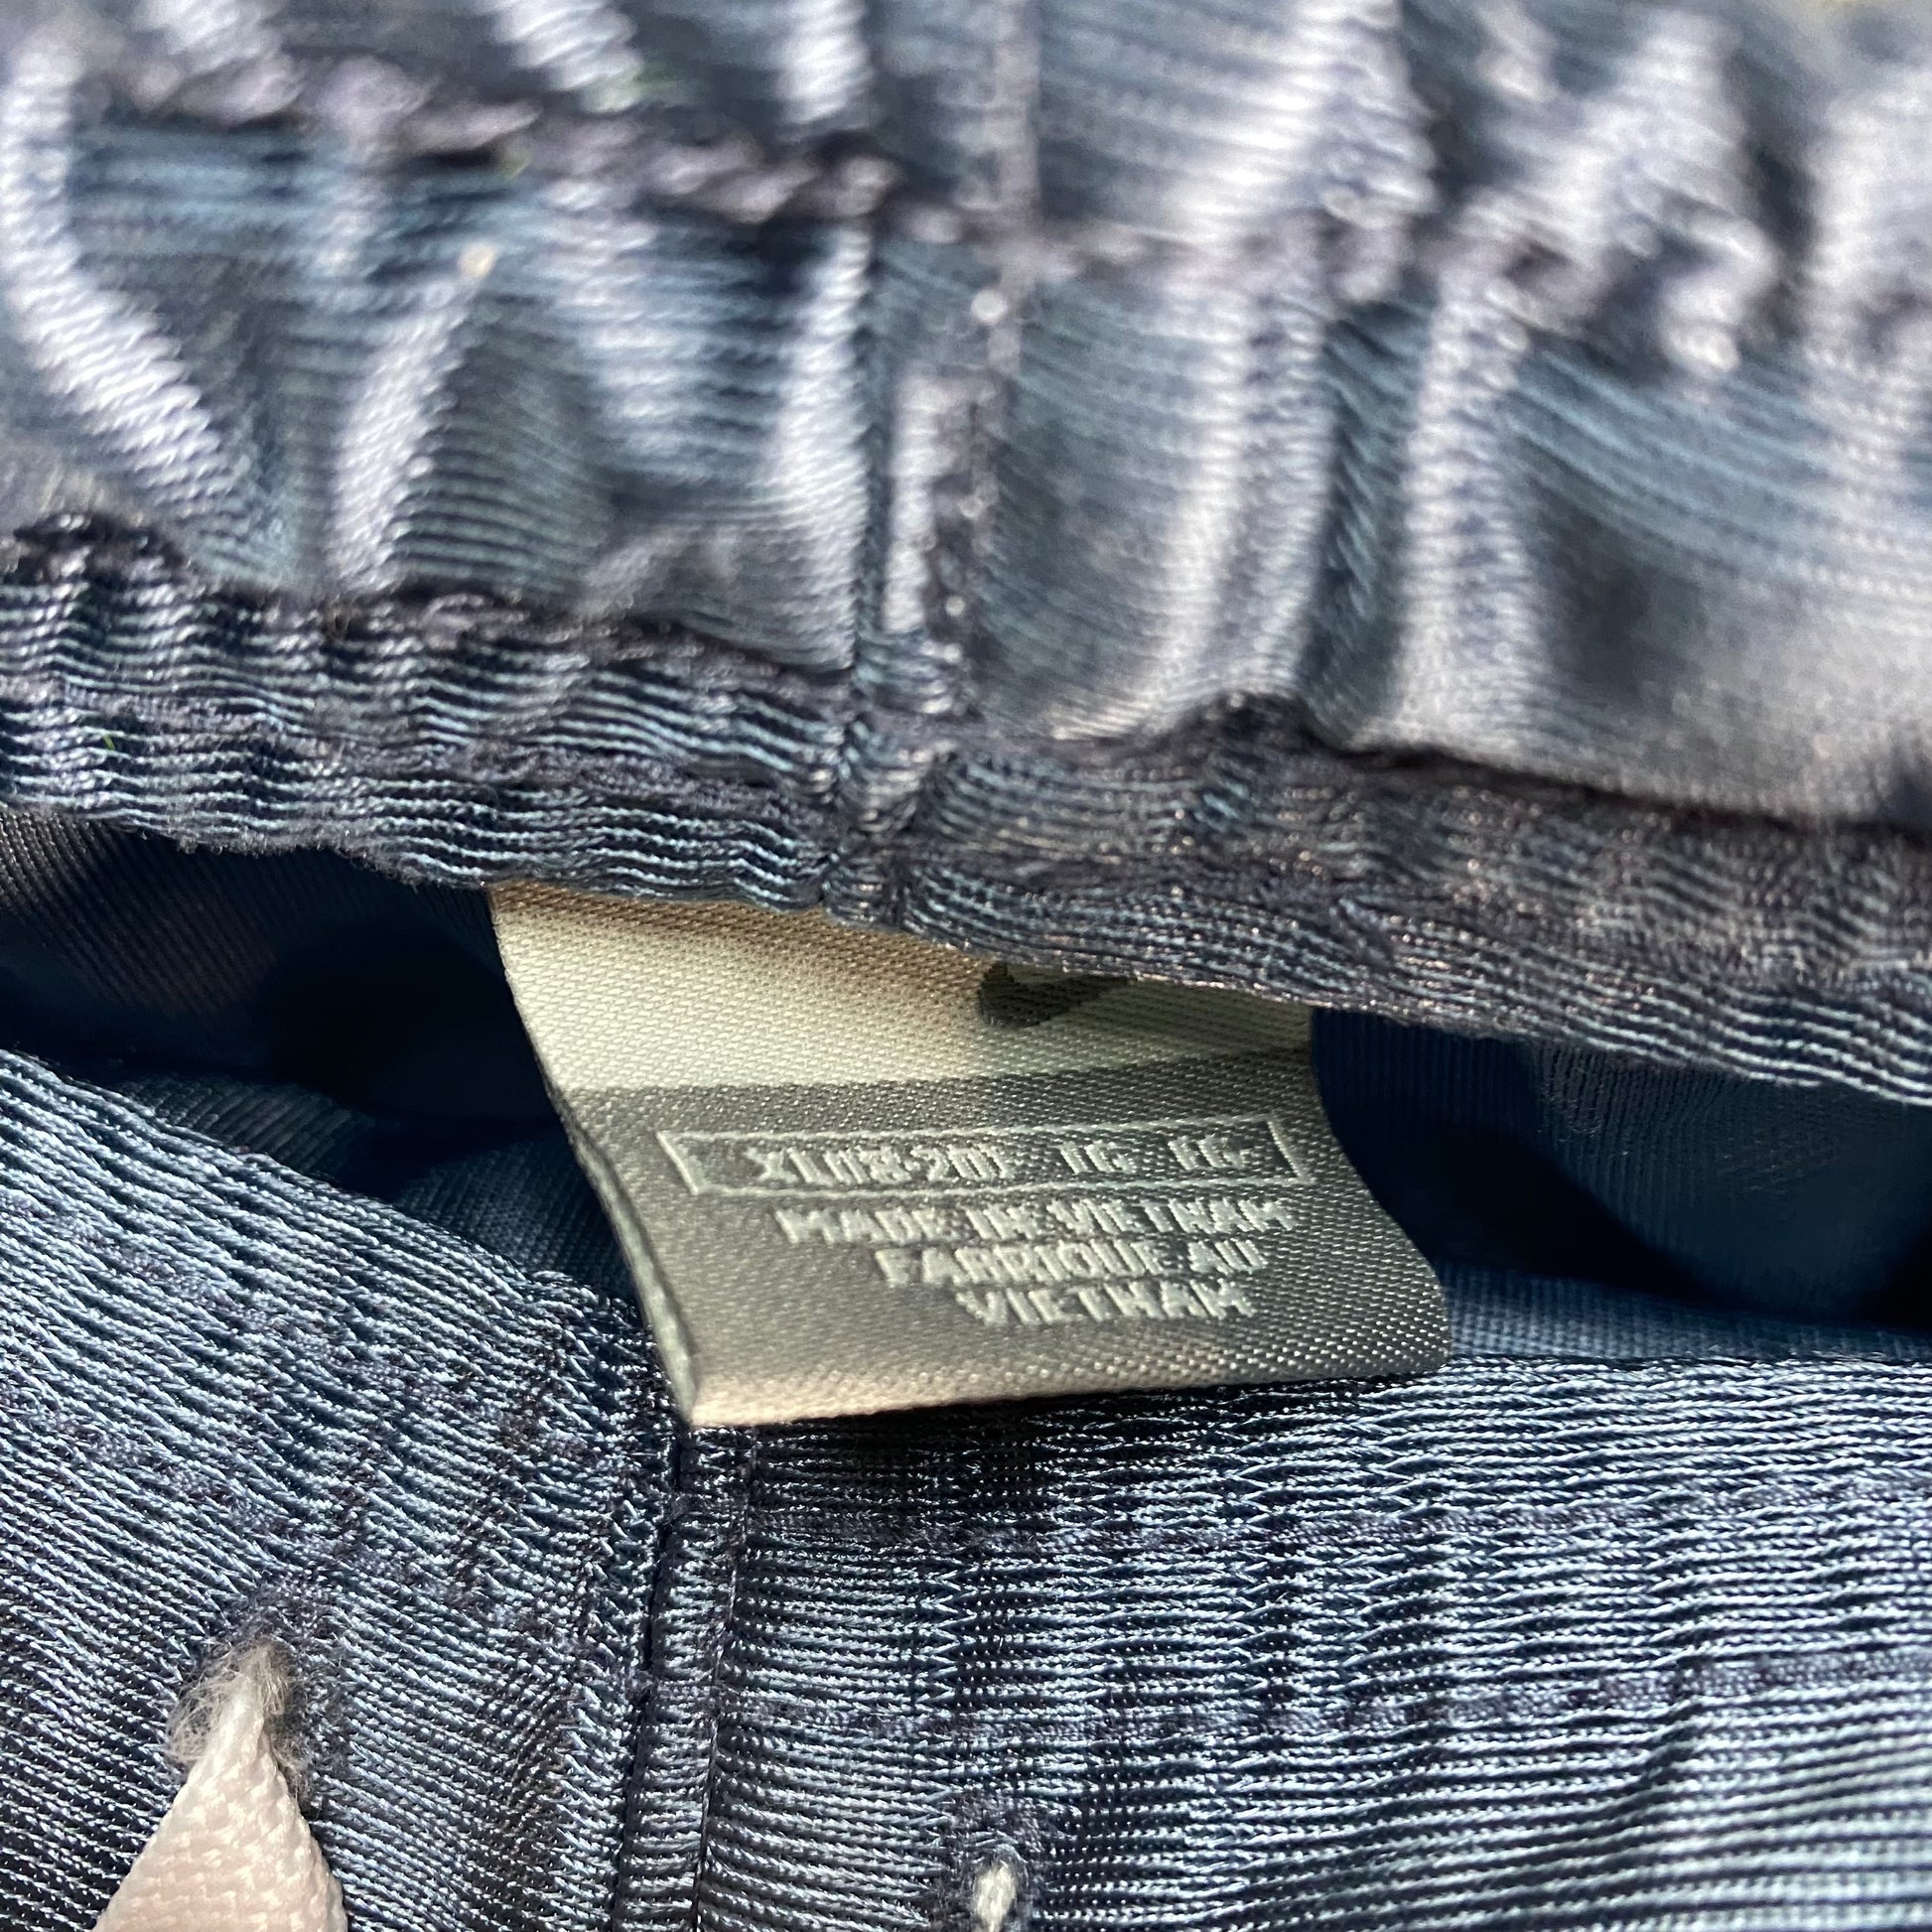 XL(18-20) TG EG-
MADE IN VIETNAM
FABRIQUE AU
VIETNAM